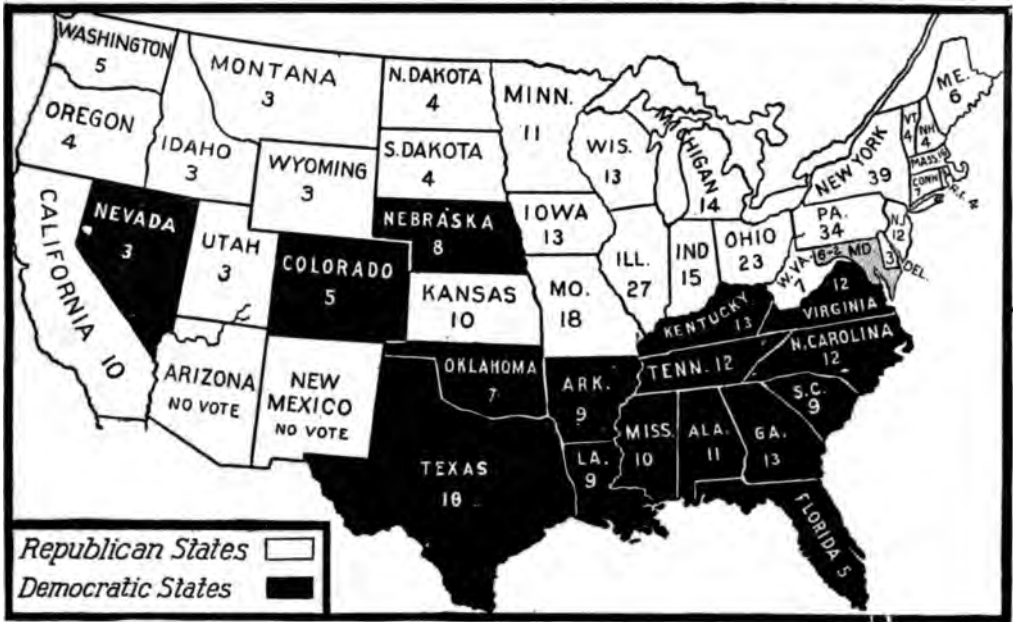 WASHINGTON
5
OREGON
4
CALIFORNIA 10
NEVADA
3
IDAHO
3
MONTANA
3
WYOMING
3
UTAH
3
COLORADO
5
ARIZONA
NO VOTE
NEW
MEXICO
NO VOTE
N. DAKOTA
4
S. DAKOTA
4
NEBRASKA
8
KANSAS
10
OKLAHOMA
7
TEXAS
18
MINN.
11
IOWA
13
MO.
18
ARK.
9
LA.
9
WIS.
13
ILL.
27
MICHIGAN
14
IND
15
OHIO
23
KENTUCKY
13
TENN. 12
MISS.
10
ALA.
11
GA.
13
FLORIDA 5
S.C.
9
N. CAROLINA
12
12
VIRGINIA
W. VA.
7
6-2 MD.
3
DEL.
PA.
34
N.J.
12
NEW YORK
39
VT.
4
NH
4
ME.
6
MASS. 16
CONN.
7
R.I. 4
Republican States
Democratic States